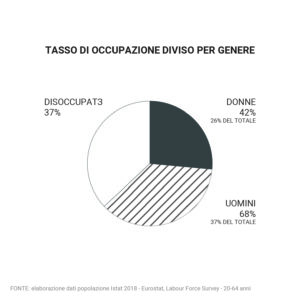 TASSO DI OCCUPAZIONE DIVISO PER GENERE
DISOCCUPAT3
37%
DONNE
42%
26% DEL TOTALE
UOMINI
68%
37% DEL TOTALE
FONTE: elaborazione dati popolazione Istat 2018 - Eurostat, Labour Force Survey - 20-64 anni